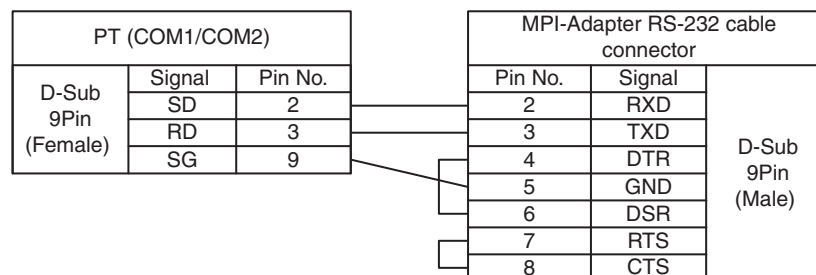 PT (COM1/COM2)
D-Sub
9Pin
(Female)
Signal Pin No.
SD 2
RD 3
SG 9
MPI-Adapter RS-232 cable
connector
Pin No. Signal
2 RXD
3 TXD
4 DTR
5 GND
6 DSR
7 RTS
8 CTS
D-Sub
9Pin
(Male)